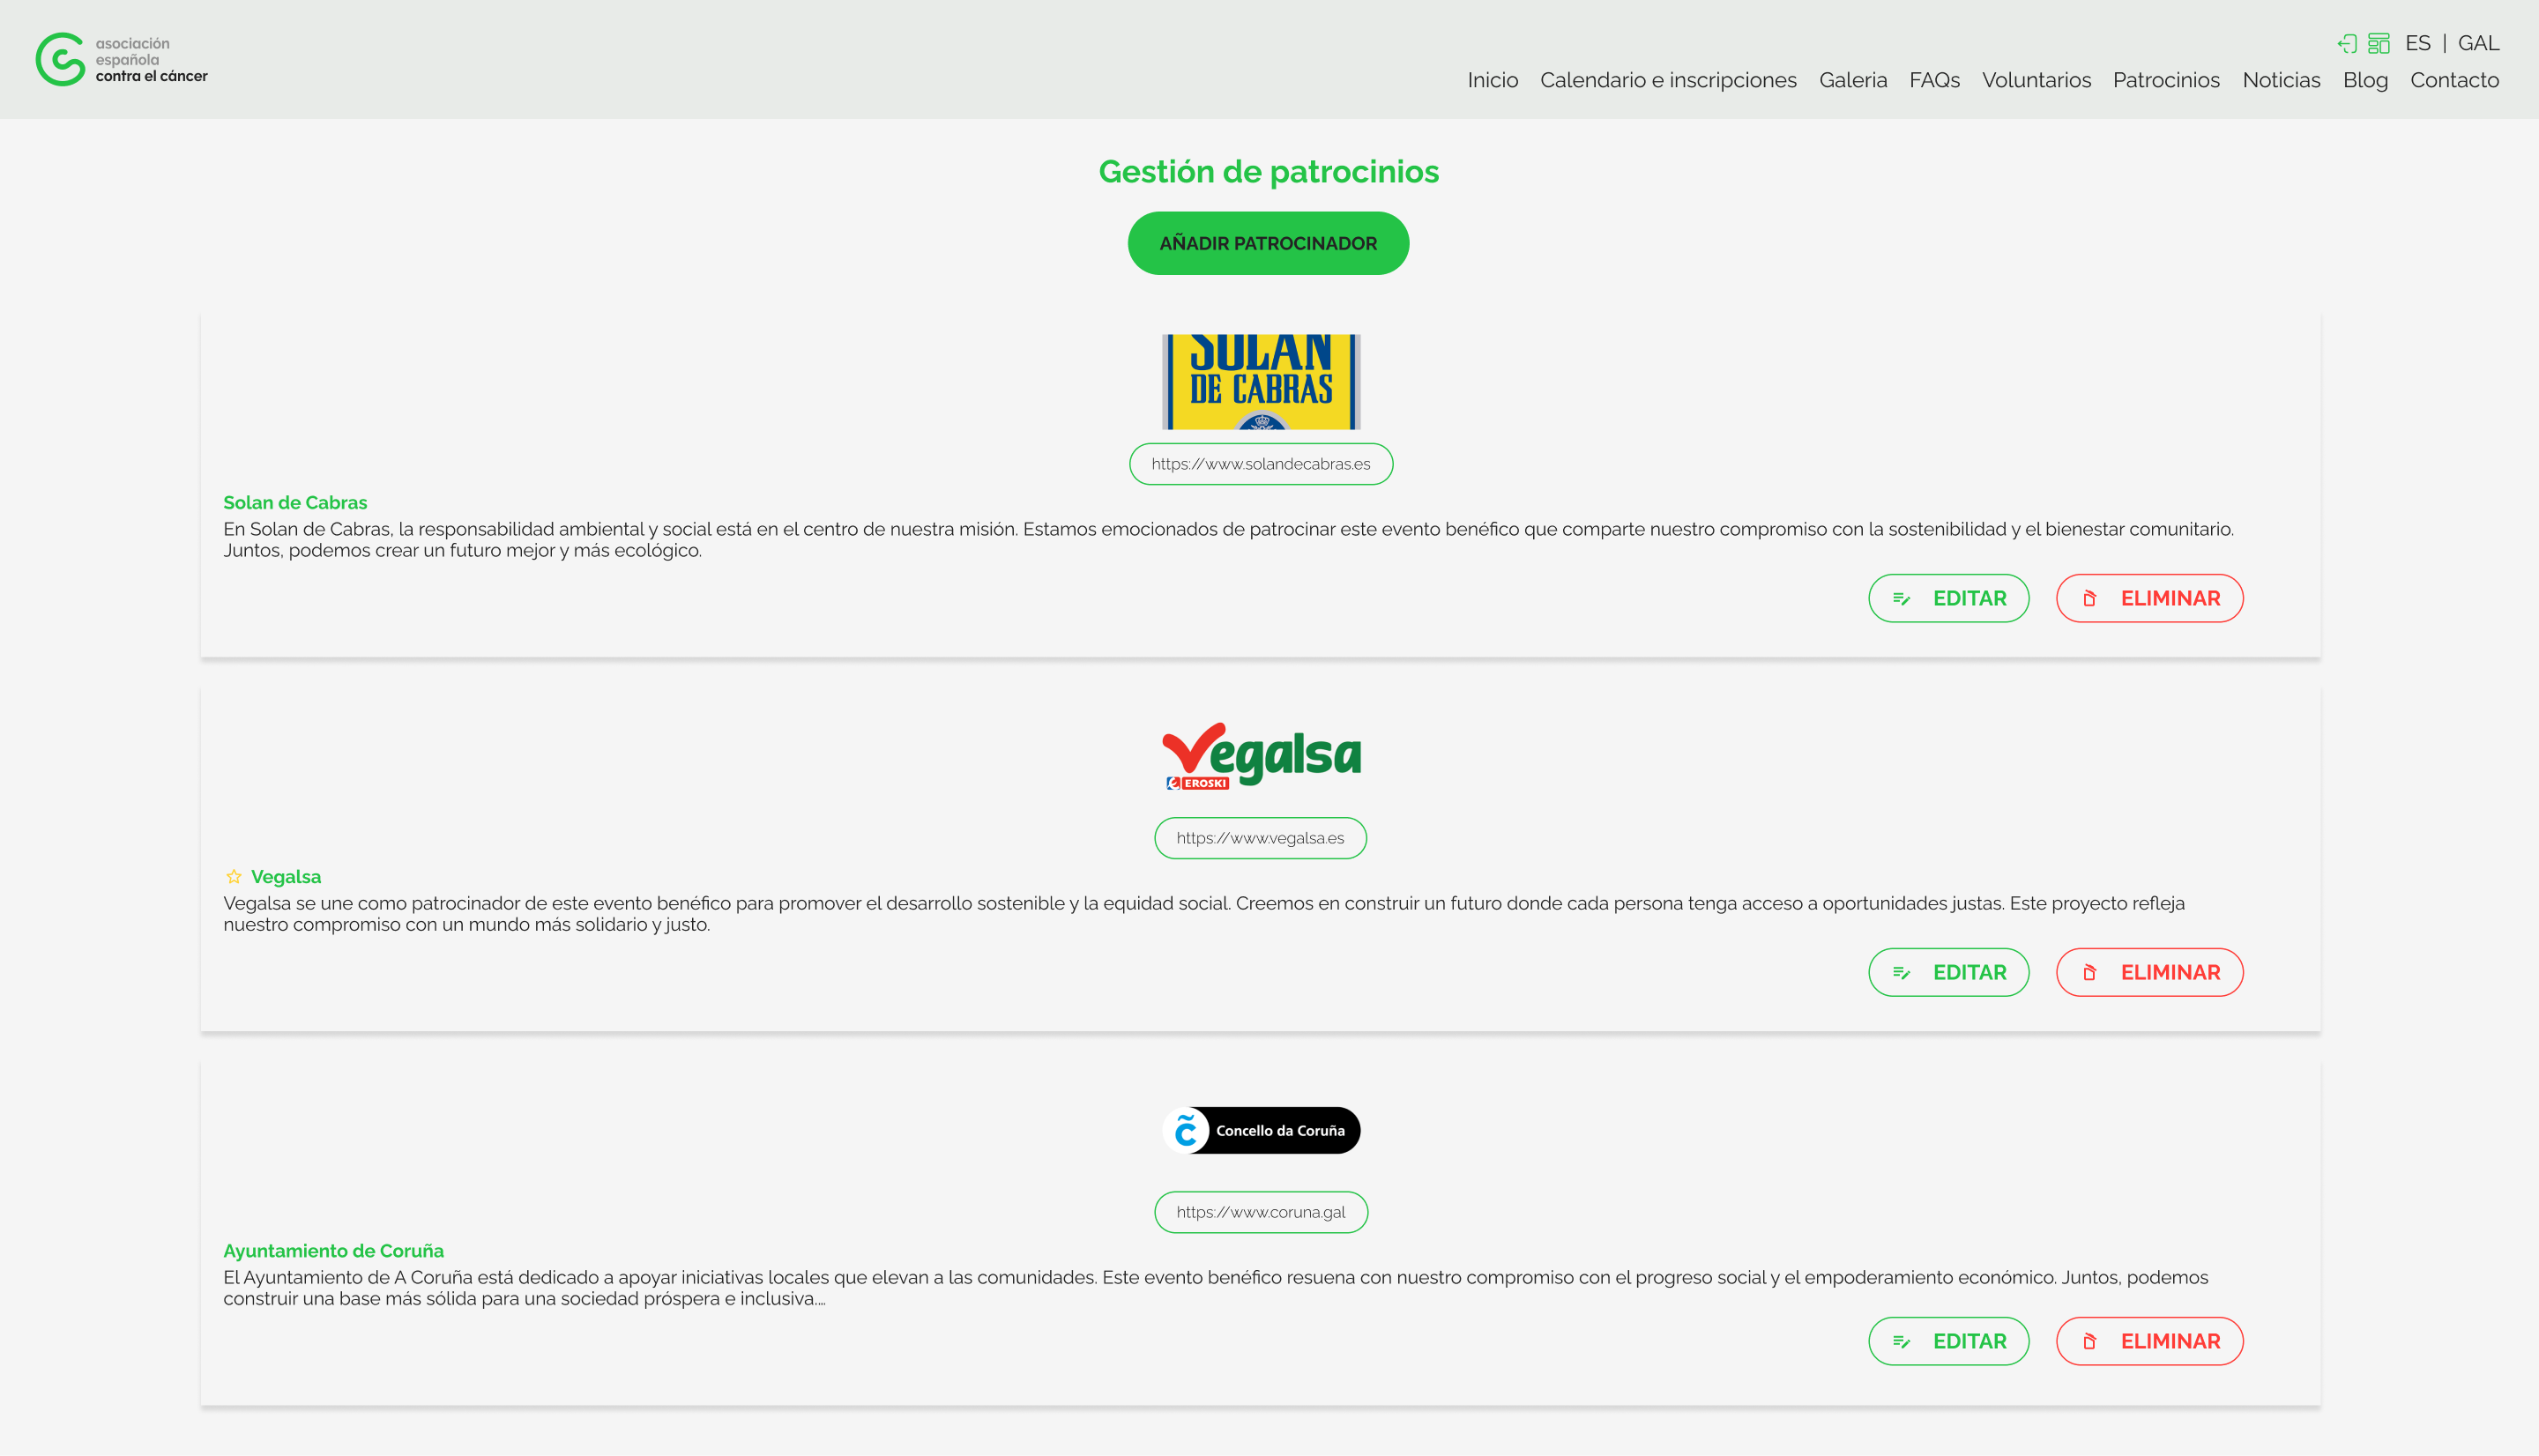 asociación
española
contra el cáncer
ES | GAL
Inicio Calendario e inscripciones Galeria FAQs Voluntarios Patrocinios Noticias Blog Contacto
Gestión de patrocinios
AÑADIR PATROCINADOR
SOLAN
DE CABRAS
https://www.solandecabras.es
Solan de Cabras
En Solan de Cabras, la responsabilidad ambiental y social está en el centro de nuestra misión. Estamos emocionados de patrocinar este evento benéfico que comparte nuestro compromiso con la sostenibilidad y el bienestar comunitario.
Juntos, podemos crear un futuro mejor y más ecológico.
EDITAR ELIMINAR
Vegalsa
EROSKI
https://www.vegalsa.es
Vegalsa
Vegalsa se une como patrocinador de este evento benéfico para promover el desarrollo sostenible y la equidad social. Creemos en construir un futuro donde cada persona tenga acceso a oportunidades justas. Este proyecto refleja
nuestro compromiso con un mundo más solidario y justo.
EDITAR ELIMINAR
Concello da Coruña
https://www.coruna.gal
Ayuntamiento de Coruña
El Ayuntamiento de A Coruña está dedicado a apoyar iniciativas locales que elevan a las comunidades. Este evento benéfico resuena con nuestro compromiso con el progreso social y el empoderamiento económico. Juntos, podemos
construir una base más sólida para una sociedad próspera e inclusiva....
EDITAR ELIMINAR